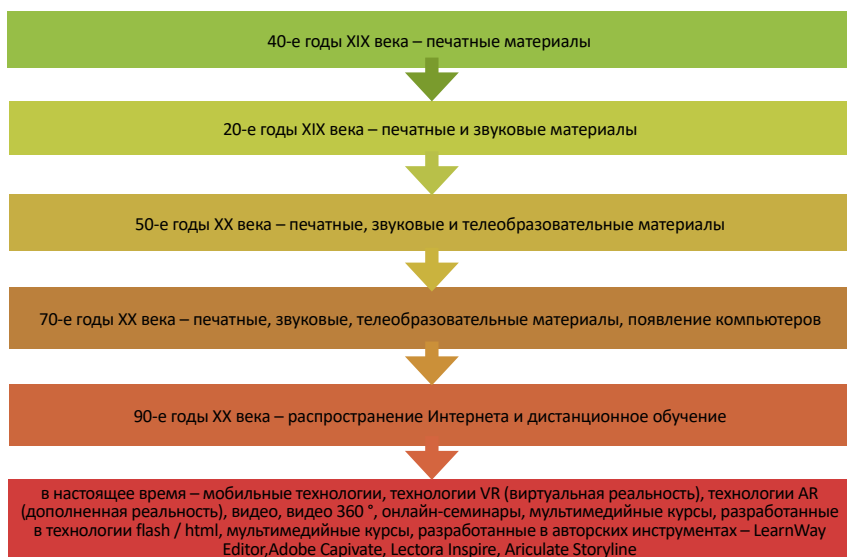 40-е годы XIX века – печатные материалы
20-е годы XIX века – печатные и звуковые материалы
50-е годы XX века – печатные, звуковые и телеобразовательные материалы
70-е годы XX века – печатные, звуковые, телеобразовательные материалы, появление компьютеров
90-е годы XX века – распространение Интернета и дистанционное обучение
в настоящее время – мобильные технологии, технологии VR (виртуальная реальность), технологии AR
(дополненная реальность), видео, видео 360 °, онлайн-семинары, мультимедийные курсы, разработанные
в технологии flash / html, мультимедийные курсы, разработанные в авторских инструментах – LearnWay
Editor,Adobe Capivate, Lectora Inspire, Ariculate Storyline